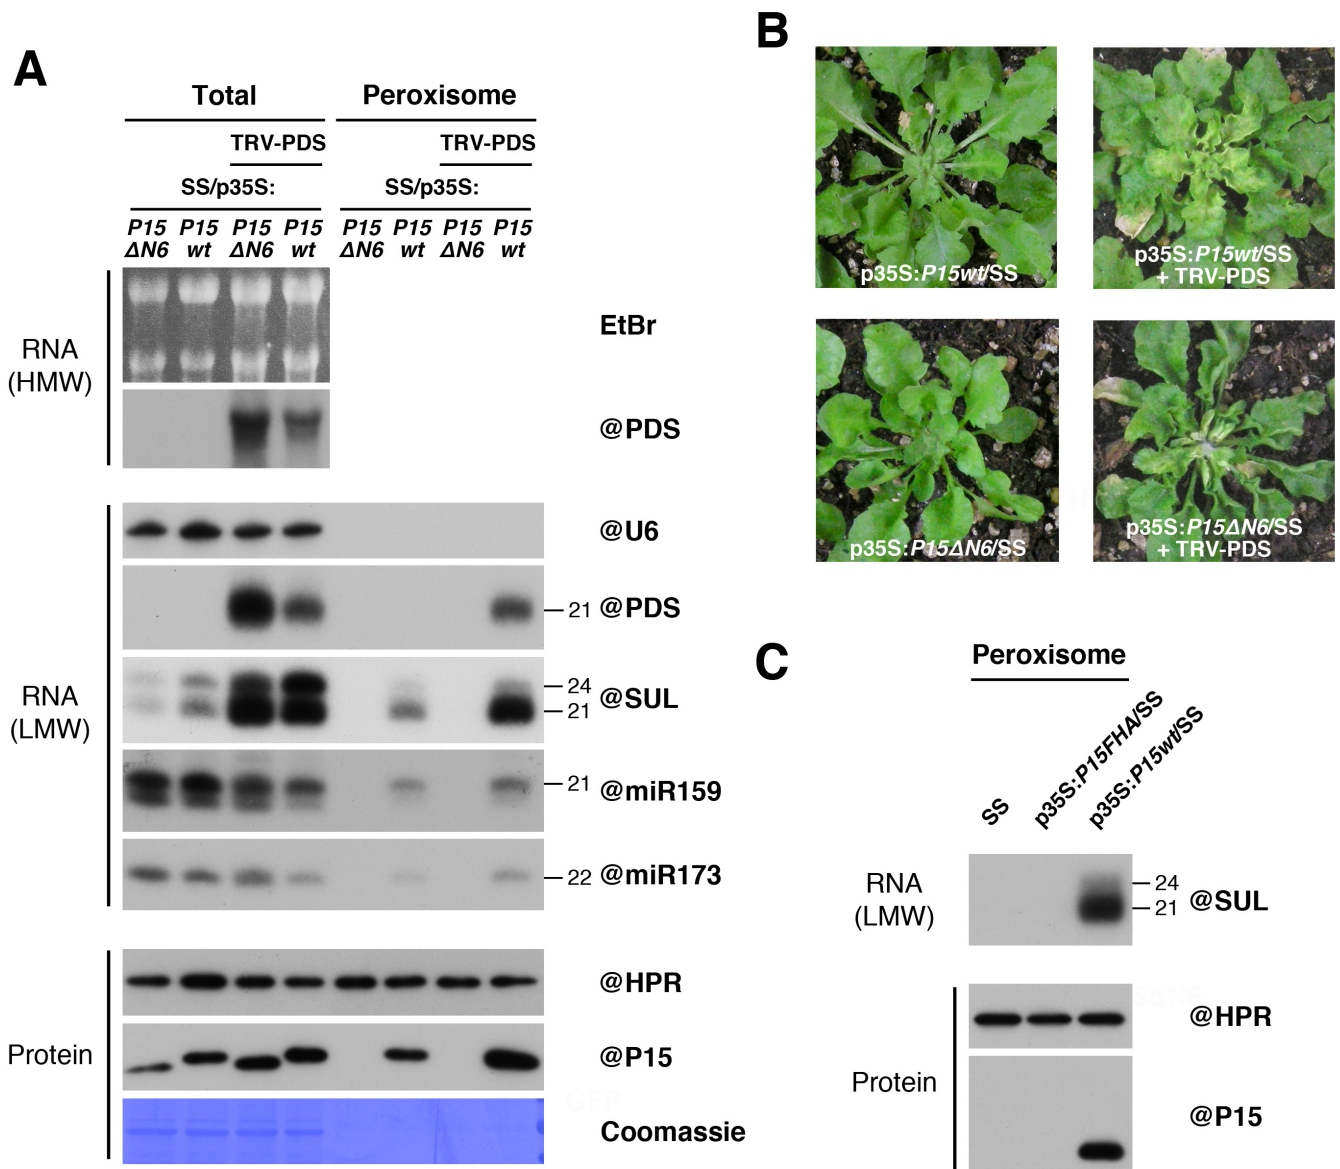 A
Total Peroxisome
TRV-PDS TRV-PDS
SS/p35S: SS/p35S:
P15 P15 P15 P15 P15 P15 P15 P15
ΔN6 wt ΔN6 wt ΔN6 wt ΔN6 wt
RNA
(HMW)
EtBr
@PDS
RNA
(LMW)
@U6
21 @PDS
24
21
@SUL
21 @miR159
22 @miR173
Protein
@HPR
@P15
Coomassie
B
p35S:P15wt/SS
p35S:P15wt/SS
+ TRV-PDS
p35S:P15ΔN6/SS
p35S:P15ΔN6/SS
+ TRV-PDS
C
Peroxisome
SS
p35S:P15FHA/SS
p35S:P15wt/SS
RNA
(LMW)
24
21
@SUL
Protein
@HPR
@P15